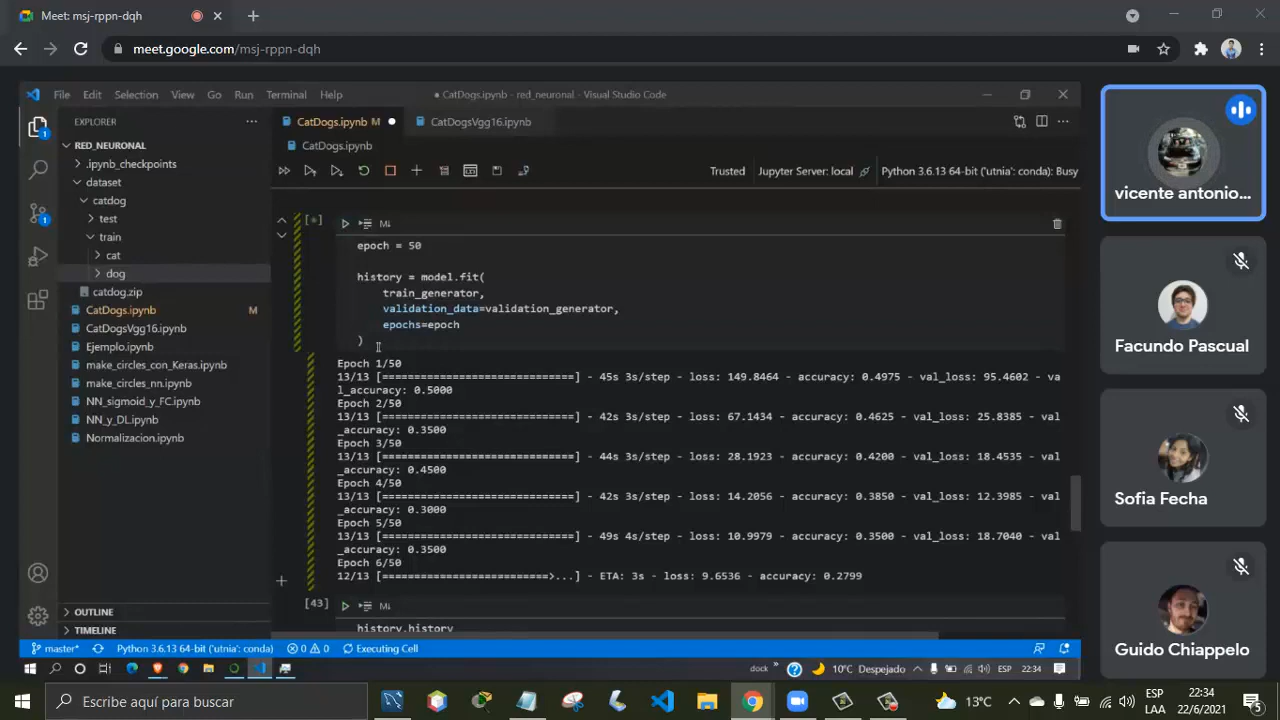 Meet: msj-rppn-dqh
meet.google.com/msj-rppn-dqh
File Edit Selection View Go Run Terminal Help
● CatDogs.ipynb - red_neuronal - Visual Studio Code
EXPLORER
RED_NEURONAL
.ipynb_checkpoints
dataset
catdog
test
train
cat
dog
catdog.zip
CatDogs.ipynb M
CatDogsVgg16.ipynb
Ejemplo.ipynb
make_circles_con_Keras.ipynb
make_circles_nn.ipynb
NN_sigmoid_y_FC.ipynb
NN_y_DL.ipynb
Normalizacion.ipynb
OUTLINE
TIMELINE
1
1
CatDogs.ipynb M ●
CatDogsVgg16.ipynb
CatDogs.ipynb
Trusted
Jupyter Server: local
Python 3.6.13 64-bit ('utnia': conda): Busy
[*]
M↓
epoch = 50
history = model.fit(
train_generator,
validation_data=validation_generator,
epochs=epoch
)
Epoch 1/50
13/13 [==============================] - 45s 3s/step - loss: 149.8464 - accuracy: 0.4975 - val_loss: 95.4602 - va
l_accuracy: 0.5000
Epoch 2/50
13/13 [==============================] - 42s 3s/step - loss: 67.1434 - accuracy: 0.4625 - val_loss: 25.8385 - val
_accuracy: 0.3500
Epoch 3/50
13/13 [==============================] - 44s 3s/step - loss: 28.1923 - accuracy: 0.4200 - val_loss: 18.4535 - val
_accuracy: 0.4500
Epoch 4/50
13/13 [==============================] - 42s 3s/step - loss: 14.2056 - accuracy: 0.3850 - val_loss: 12.3985 - val
_accuracy: 0.3000
Epoch 5/50
13/13 [==============================] - 49s 4s/step - loss: 10.9979 - accuracy: 0.3500 - val_loss: 18.7040 - val
_accuracy: 0.3500
Epoch 6/50
12/13 [===========================>...] - ETA: 3s - loss: 9.6536 - accuracy: 0.2799
[43]
M↓
history.history
master*
Python 3.6.13 64-bit ('utnia': conda)
0 0
Executing Cell
dock »
10°C Despejado
ESP
22:34
vicente antonio...
Facundo Pascual
Sofia Fecha
Guido Chiappelo
Escribe aquí para buscar
13°C
ESP
LAA
22:34
22/6/2021
5